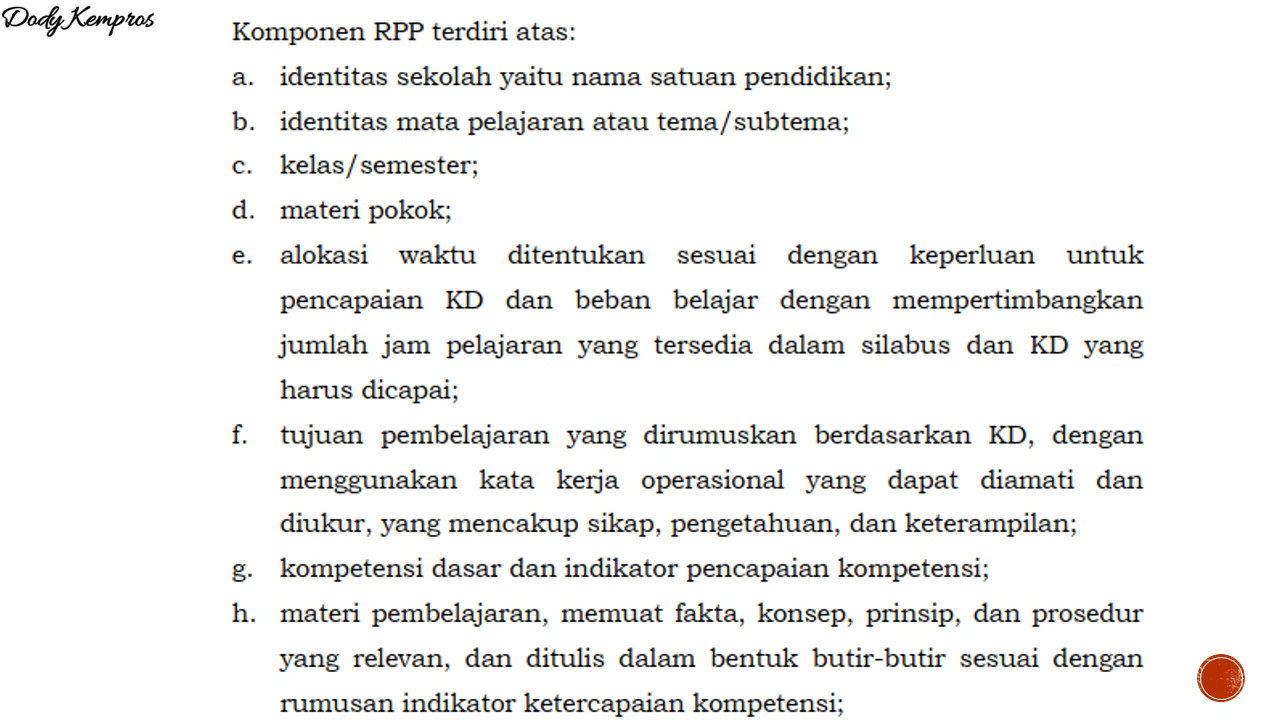 Dody Kempros
Komponen RPP terdiri atas:
a. identitas sekolah yaitu nama satuan pendidikan;
b. identitas mata pelajaran atau tema/subtema;
c. kelas/semester;
d. materi pokok;
e. alokasi waktu ditentukan sesuai dengan keperluan untuk
pencapaian KD dan beban belajar dengan mempertimbangkan
jumlah jam pelajaran yang tersedia dalam silabus dan KD yang
harus dicapai;
f. tujuan pembelajaran yang dirumuskan berdasarkan KD, dengan
menggunakan kata kerja operasional yang dapat diamati dan
diukur, yang mencakup sikap, pengetahuan, dan keterampilan;
g. kompetensi dasar dan indikator pencapaian kompetensi;
h. materi pembelajaran, memuat fakta, konsep, prinsip, dan prosedur
yang relevan, dan ditulis dalam bentuk butir-butir sesuai dengan
rumusan indikator ketercapaian kompetensi;